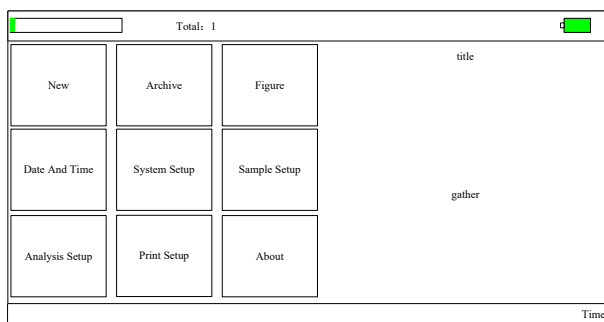 Total：1
title
New Archive Figure
Date And Time System Setup Sample Setup
gather
Analysis Setup Print Setup About
Time